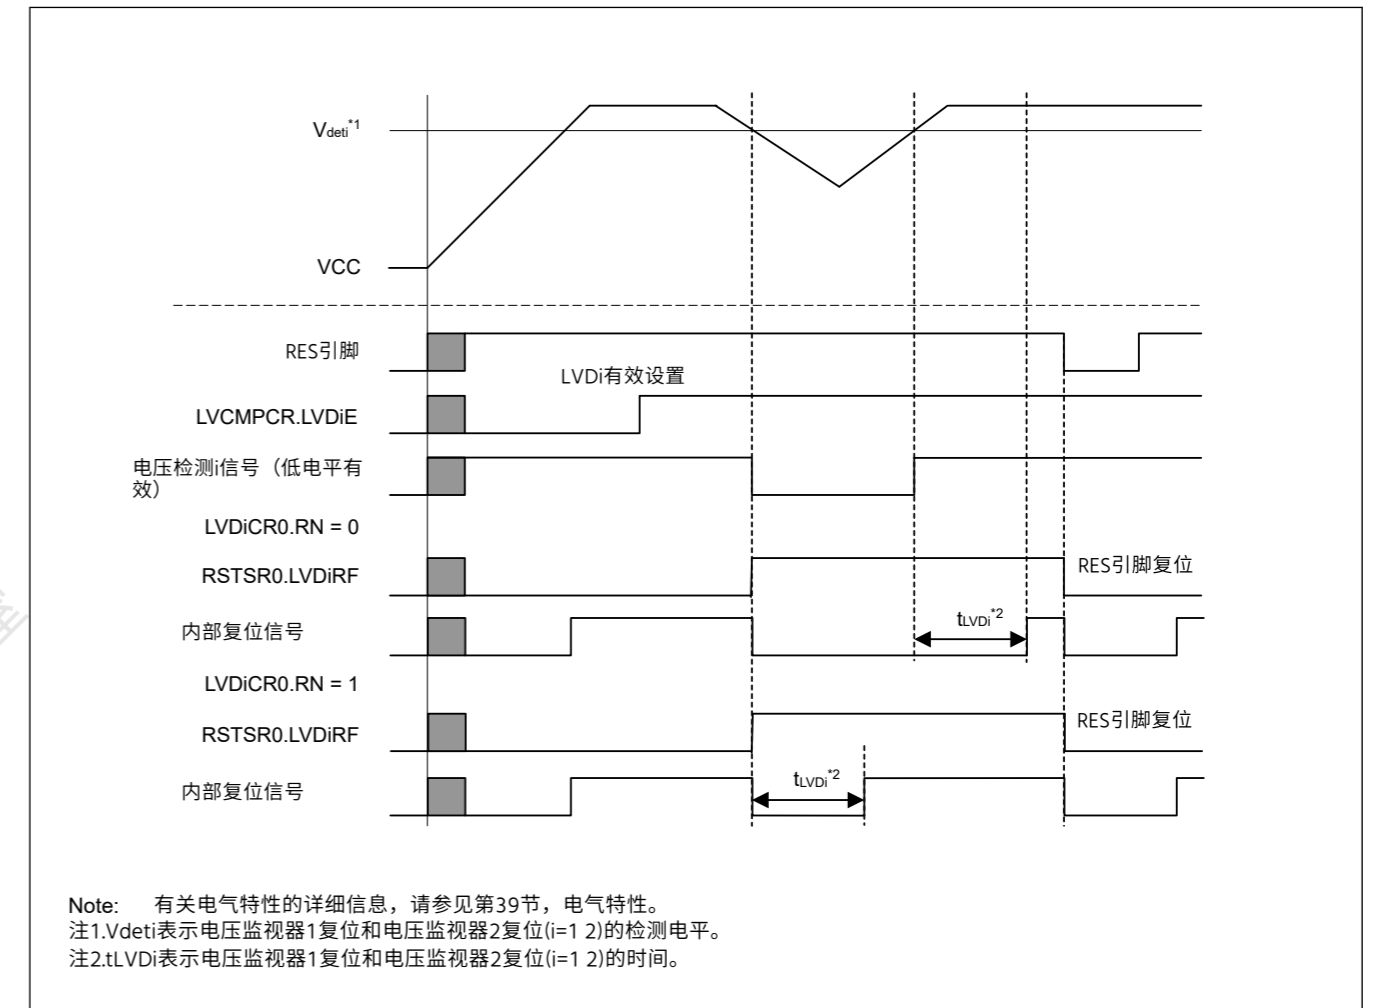 Vdeti*1
VCC
RES引脚
LVDi有效设置
LVCMPCR.LVDiE
电压检测i信号（低电平有
效）
LVDiCR0.RN = 0
RSTSR0.LVDiRF
RES引脚复位
内部复位信号
tLVDi*2
LVDiCR0.RN = 1
RSTSR0.LVDiRF
RES引脚复位
内部复位信号
tLVDi*2
Note: 有关电气特性的详细信息，请参见第39节，电气特性。
注1.Vdeti表示电压监视器1复位和电压监视器2复位(i=1 2)的检测电平。
注2.tLVDi表示电压监视器1复位和电压监视器2复位(i=1 2)的时间。